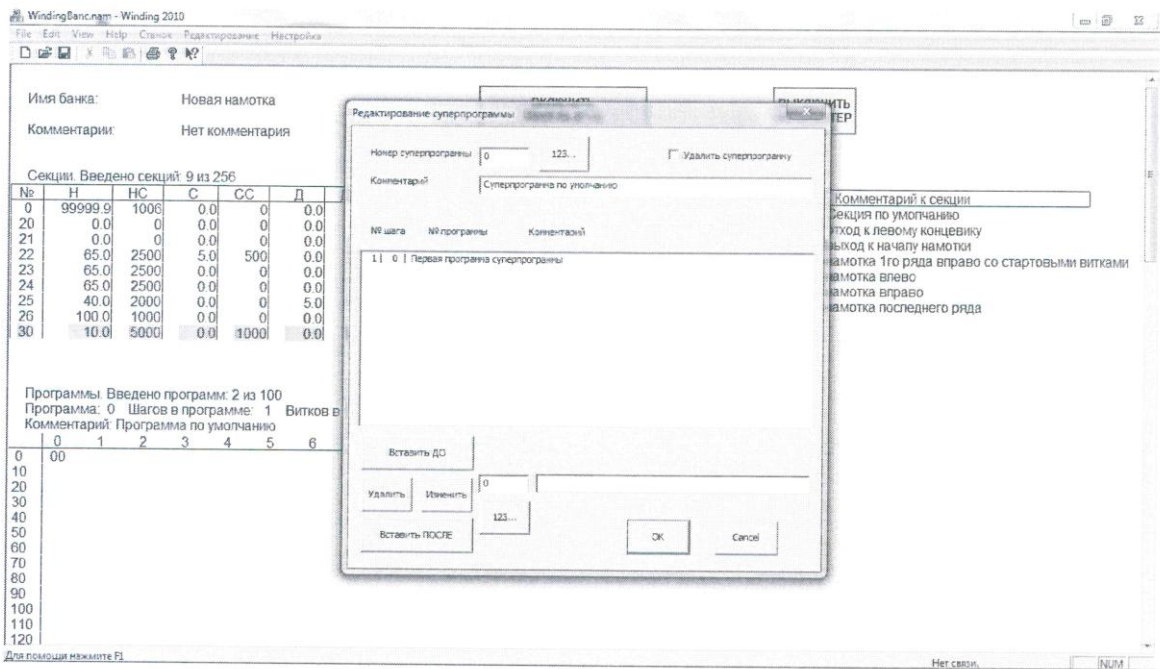 WindingBanc.nam - Winding 2010
File Edit View Help Станок Редактирование Настройка
Имя банка: Новая намотка
Комментарии: Нет комментария
Секции. Введено секций: 9 из 256
№ Н НС С СС Д
0 99999.9 1006 0.0 0 0.0
20 0.0 0 0.0 0 0.0
21 0.0 0 0.0 0 0.0
22 65.0 2500 5.0 500 0.0
23 65.0 2500 0.0 0 0.0
24 65.0 2500 0.0 0 0.0
25 40.0 2000 0.0 0 5.0
26 100.0 1000 0.0 0 0.0
30 10.0 5000 0.0 1000 0.0
Комментарий к секции
Секция по умолчанию
отход к левому концевику
выход к началу намотки
намотка 1го ряда вправо со стартовыми витками
намотка влево
намотка вправо
намотка последнего ряда
Программы. Введено программ: 2 из 100
Программа: 0 Шагов в программе: 1 Витков в
Комментарий: Программа по умолчанию
0 1 2 3 4 5 6
0 00
10
20
30
40
50
60
70
80
90
100
110
120
Редактирование суперпрограммы
Номер суперпрограммы 0 123... Удалить суперпрограмму
Комментарий Суперпрограмма по умолчанию
№ шага № программы Комментарий
1 | 0 | Первая программа суперпрограммы
Вставить ДО
Удалить Изменить 0
123...
Вставить ПОСЛЕ OK Cancel
Для помощи нажмите F1
Нет связи. NUM